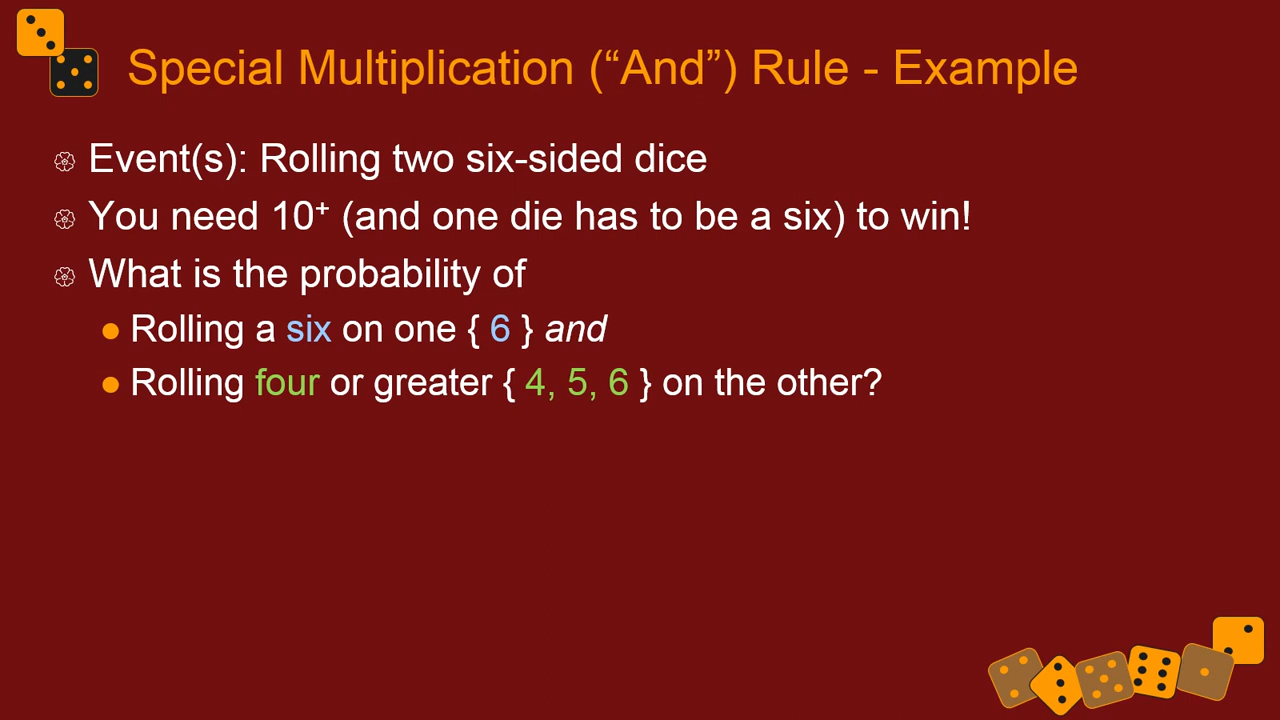 Special Multiplication (“And”) Rule - Example
Event(s): Rolling two six-sided dice
You need 10⁺ (and one die has to be a six) to win!
What is the probability of
Rolling a six on one { 6 } and
Rolling four or greater { 4, 5, 6 } on the other?